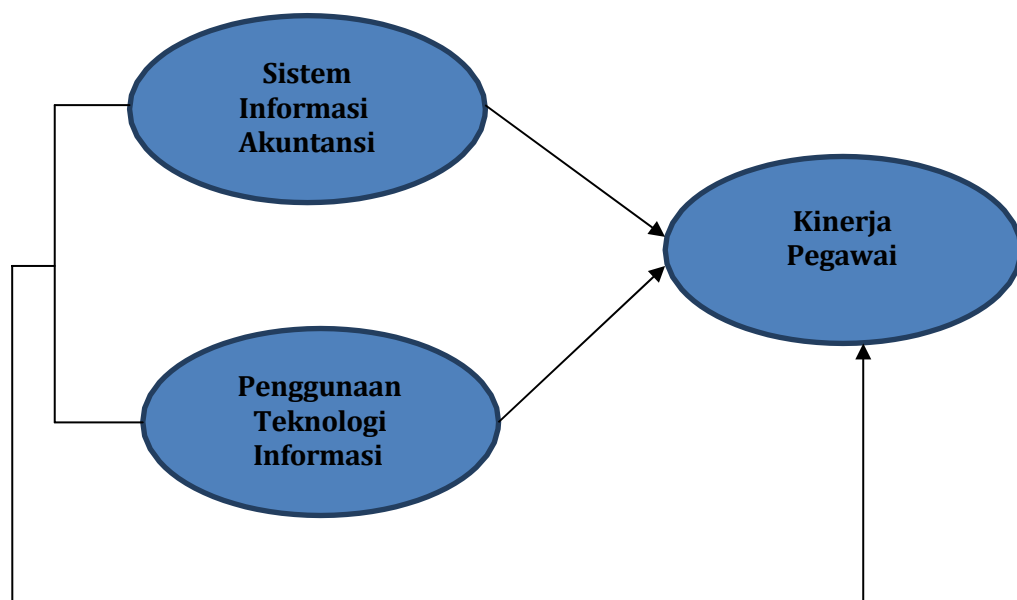 Sistem
Informasi
Akuntansi
Kinerja
Pegawai
Penggunaan
Teknologi
Informasi